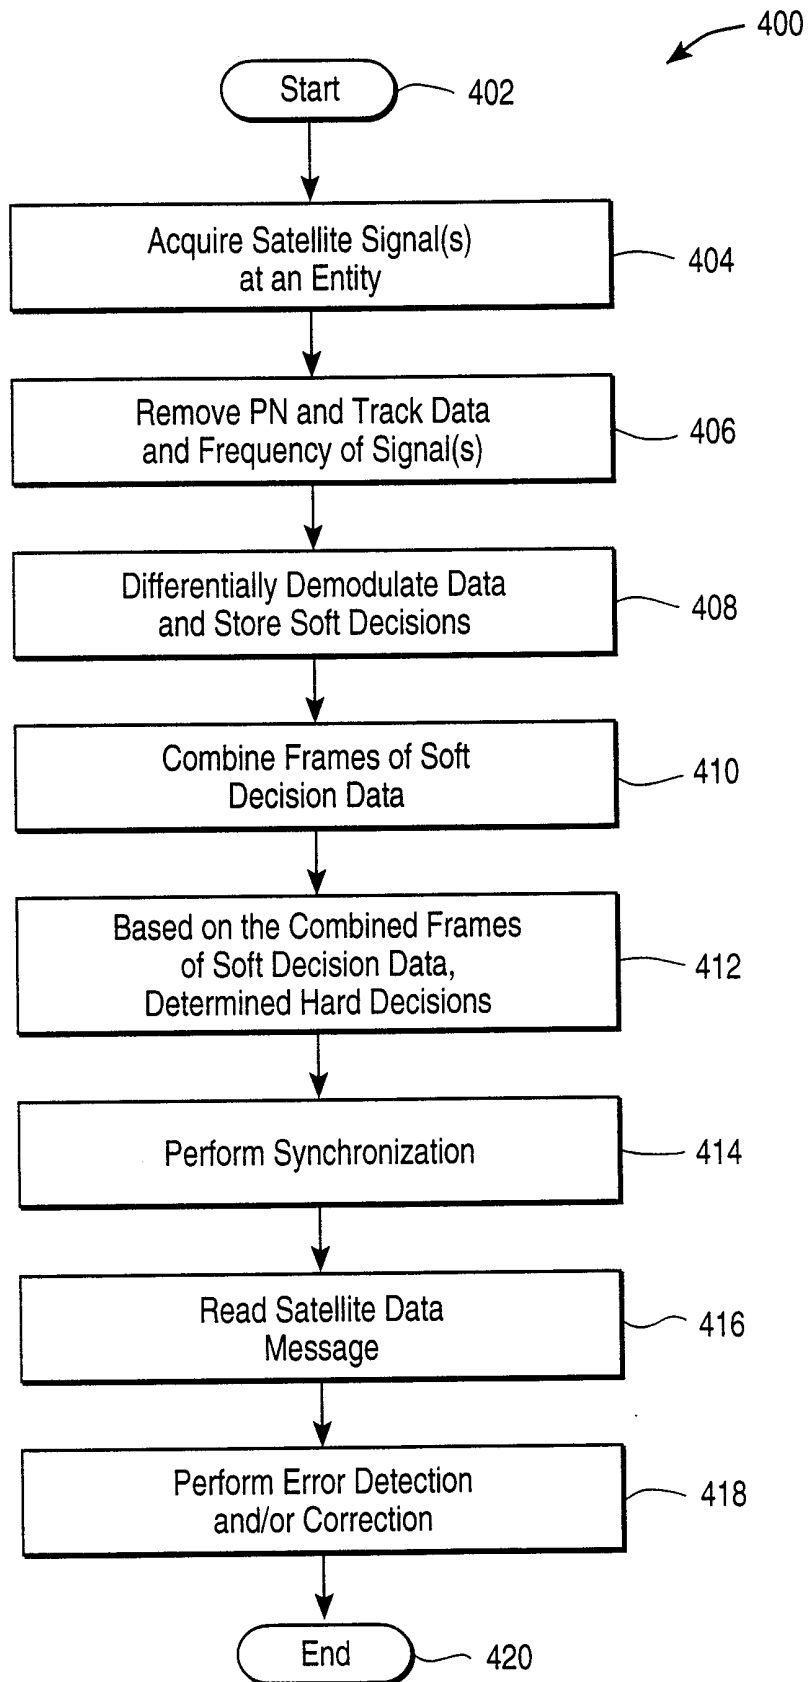 400
Start
402
Acquire Satellite Signal(s)
at an Entity
404
Remove PN and Track Data
and Frequency of Signal(s)
406
Differentially Demodulate Data
and Store Soft Decisions
408
Combine Frames of Soft
Decision Data
410
Based on the Combined Frames
of Soft Decision Data,
Determined Hard Decisions
412
Perform Synchronization
414
Read Satellite Data
Message
416
Perform Error Detection
and/or Correction
418
End
420